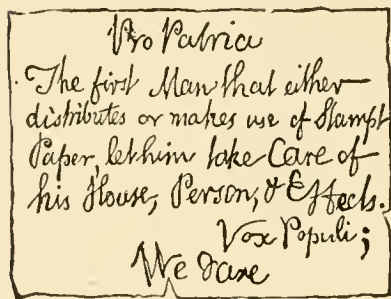 Pro Patria
The first Man that either
distributes or makes use of Stampt
Paper, let him take Care of
his House, Person, & Effects.
Vox Populi;
We dare